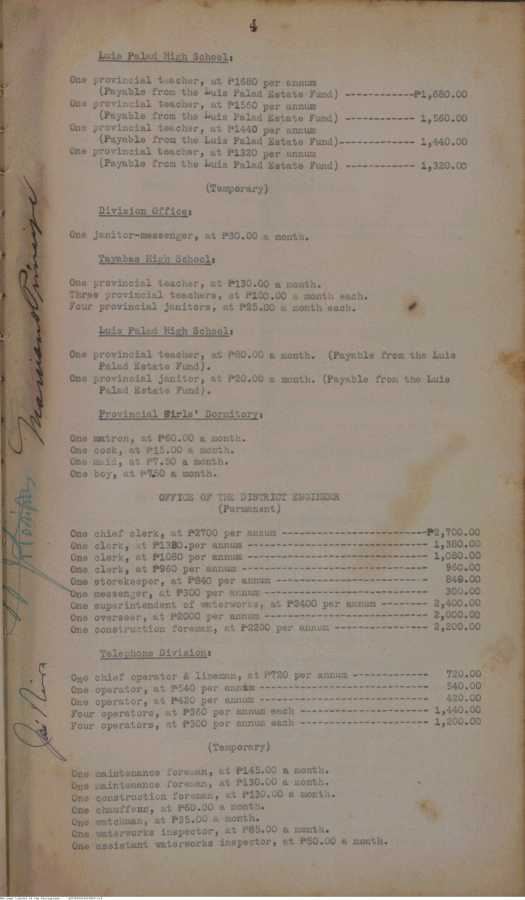 4
Luis Palad High School:
One provincial teacher, at ₱1680 per annum
(Payable from the Luis Palad Estate Fund) ------------₱1,680.00
One provincial teacher, at ₱1560 per annum
(Payable from the Luis Palad Estate Fund) ------------ 1,560.00
One provincial teacher, at ₱1440 per annum
(Payable from the Luis Palad Estate Fund)------------- 1,440.00
One provincial teacher, at ₱1320 per annum
(Payable from the Luis Palad Estate Fund) ------------ 1,320.00
(Temporary)
Division Office:
One janitor-messenger, at ₱30.00 a month.
Tayabas High School:
One provincial teacher, at ₱130.00 a month.
Three provincial teachers, at ₱100.00 a month each.
Four provincial janitors, at ₱25.00 a month each.
Luis Palad High School:
One provincial teacher, at ₱80.00 a month. (Payable from the Luis
Palad Estate Fund).
One provincial janitor, at ₱20.00 a month. (Payable from the Luis
Palad Estate Fund).
Provincial Girls' Dormitory:
One matron, at ₱60.00 a month.
One cook, at ₱15.00 a month.
One maid, at ₱7.50 a month.
One boy, at ₱7.50 a month.
OFFICE OF THE DISTRICT ENGINEER
(Permanent)
One chief clerk, at ₱2700 per annum -------------------------₱2,700.00
One clerk, at ₱1380 per annum ------------------------------- 1,380.00
One clerk, at ₱1080 per annum ------------------------------- 1,080.00
One clerk, at ₱960 per annum -------------------------------- 960.00
One storekeeper, at ₱840 per annum -------------------------- 840.00
One messenger, at ₱300 per annum ---------------------------- 300.00
One superintendent of waterworks, at ₱2400 per annum -------- 2,400.00
One overseer, at ₱2000 per annum ---------------------------- 2,000.00
One construction foreman, at ₱2200 per annum ---------------- 2,200.00
Telephone Division:
One chief operator & lineman, at ₱720 per annum ------------- 720.00
One operator, at ₱540 per annum ----------------------------- 540.00
One operator, at ₱420 per annum ----------------------------- 420.00
Four operators, at ₱360 per annum each ---------------------- 1,440.00
Four operators, at ₱300 per annum each ---------------------- 1,200.00
(Temporary)
One maintenance foreman, at ₱145.00 a month.
One maintenance foreman, at ₱130.00 a month.
One construction foreman, at ₱130.00 a month.
One chauffeur, at ₱60.00 a month.
One watchman, at ₱35.00 a month.
One waterworks inspector, at ₱85.00 a month.
One assistant waterworks inspector, at ₱50.00 a month.